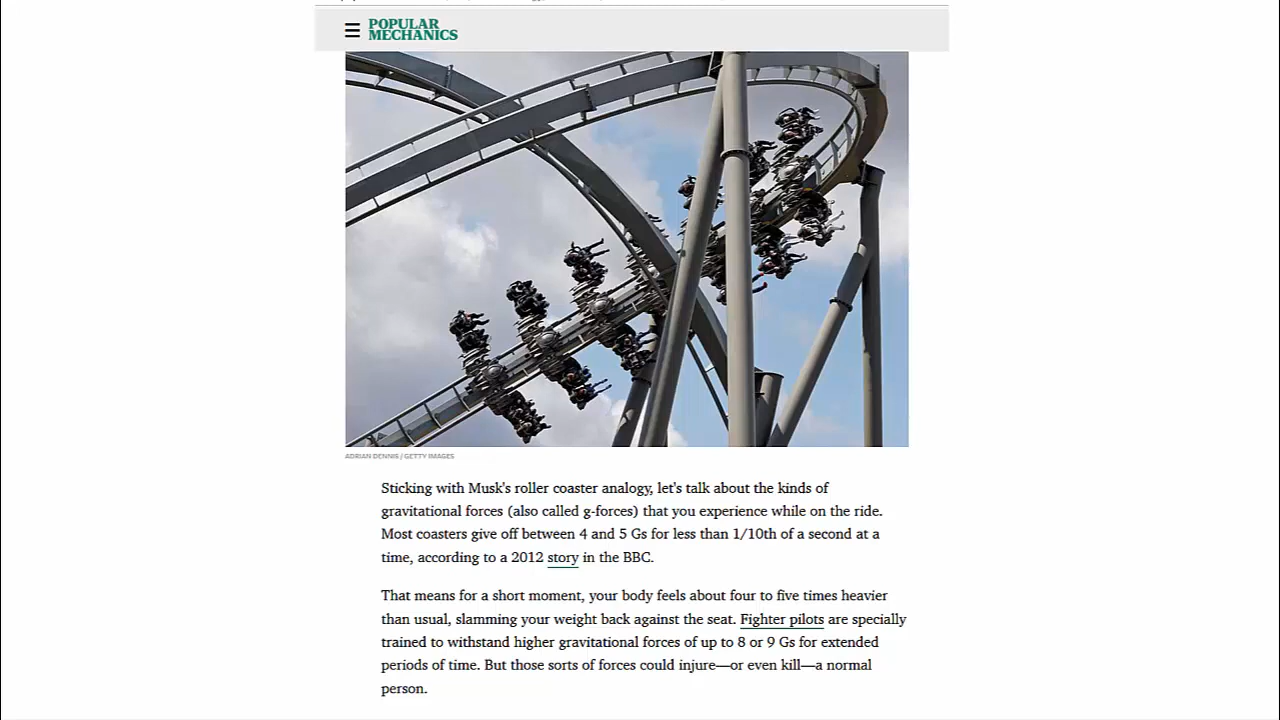 POPULAR
MECHANICS
ADRIAN DENNIS / GETTY IMAGES
Sticking with Musk's roller coaster analogy, let's talk about the kinds of
gravitational forces (also called g-forces) that you experience while on the ride.
Most coasters give off between 4 and 5 Gs for less than 1/10th of a second at a
time, according to a 2012 story in the BBC.
That means for a short moment, your body feels about four to five times heavier
than usual, slamming your weight back against the seat. Fighter pilots are specially
trained to withstand higher gravitational forces of up to 8 or 9 Gs for extended
periods of time. But those sorts of forces could injure—or even kill—a normal
person.